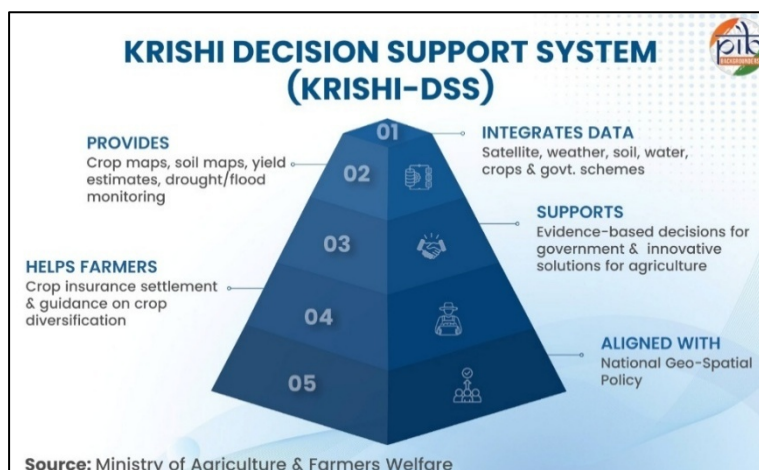 KRISHI DECISION SUPPORT SYSTEM
(KRISHI-DSS)
pib
01
INTEGRATES DATA
Satellite, weather, soil, water,
crops & govt. schemes
PROVIDES
Crop maps, soil maps, yield
estimates, drought/flood
monitoring
02
03
SUPPORTS
Evidence-based decisions for
government & innovative
solutions for agriculture
HELPS FARMERS
Crop insurance settlement
& guidance on crop
diversification
04
05
ALIGNED WITH
National Geo-Spatial
Policy
Source: Ministry of Agriculture & Farmers Welfare